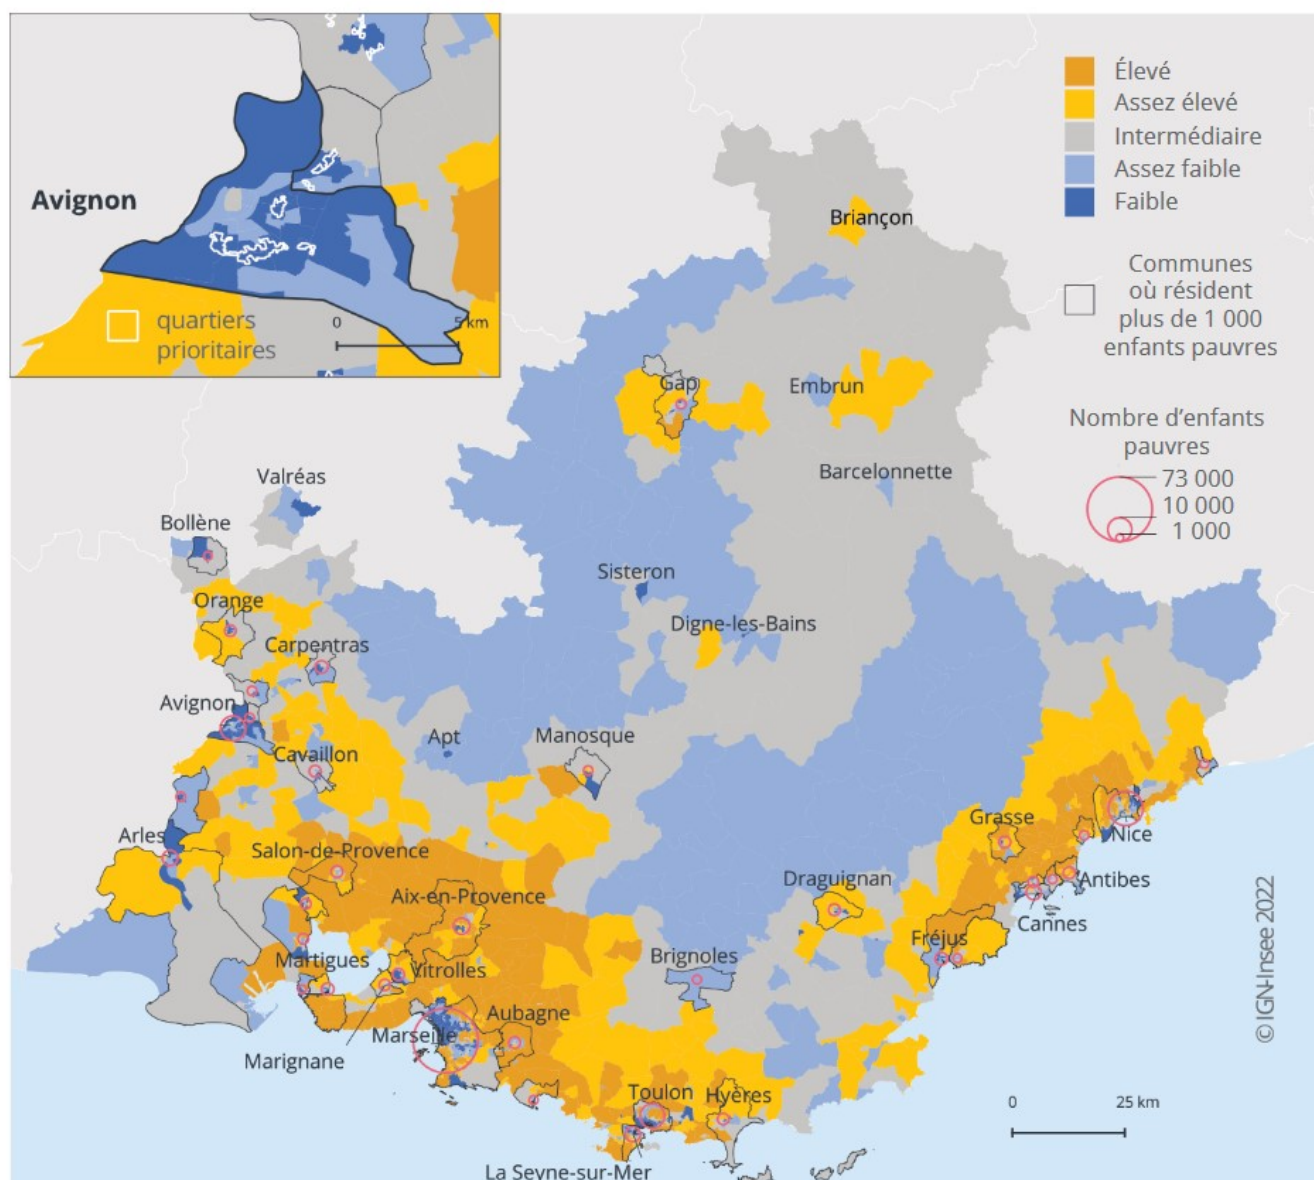 Avignon
quartiers
prioritaires
0
5 km
Élevé
Assez élevé
Intermédiaire
Assez faible
Faible
Communes
où résident
plus de 1 000
enfants pauvres
Nombre d’enfants
pauvres
73 000
10 000
1 000
Briançon
Gap
Embrun
Barcelonnette
Valréas
Bollène
Sisteron
Orange
Digne-les-Bains
Carpentras
Avignon
Apt
Manosque
Cavaillon
Arles
Grasse
Nice
Salon-de-Provence
Draguignan
Antibes
Aix-en-Provence
Cannes
Fréjus
Brignoles
Martigues
Vitrolles
Aubagne
Marseille
Marignane
Toulon
Hyères
La Seyne-sur-Mer
0
25 km
© IGN-Insee 2022